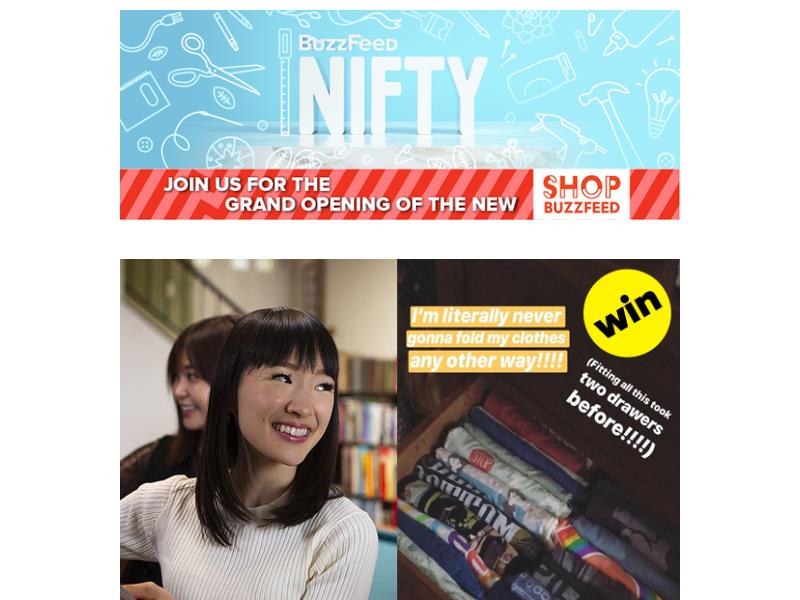 BuzzFeed
NIFTY
JOIN US FOR THE
GRAND OPENING OF THE NEW
SHOP
BUZZFEED
I'm literally never
gonna fold my clothes
any other way!!!!
win
(Fitting all this took
two drawers
before!!!!)
STOP